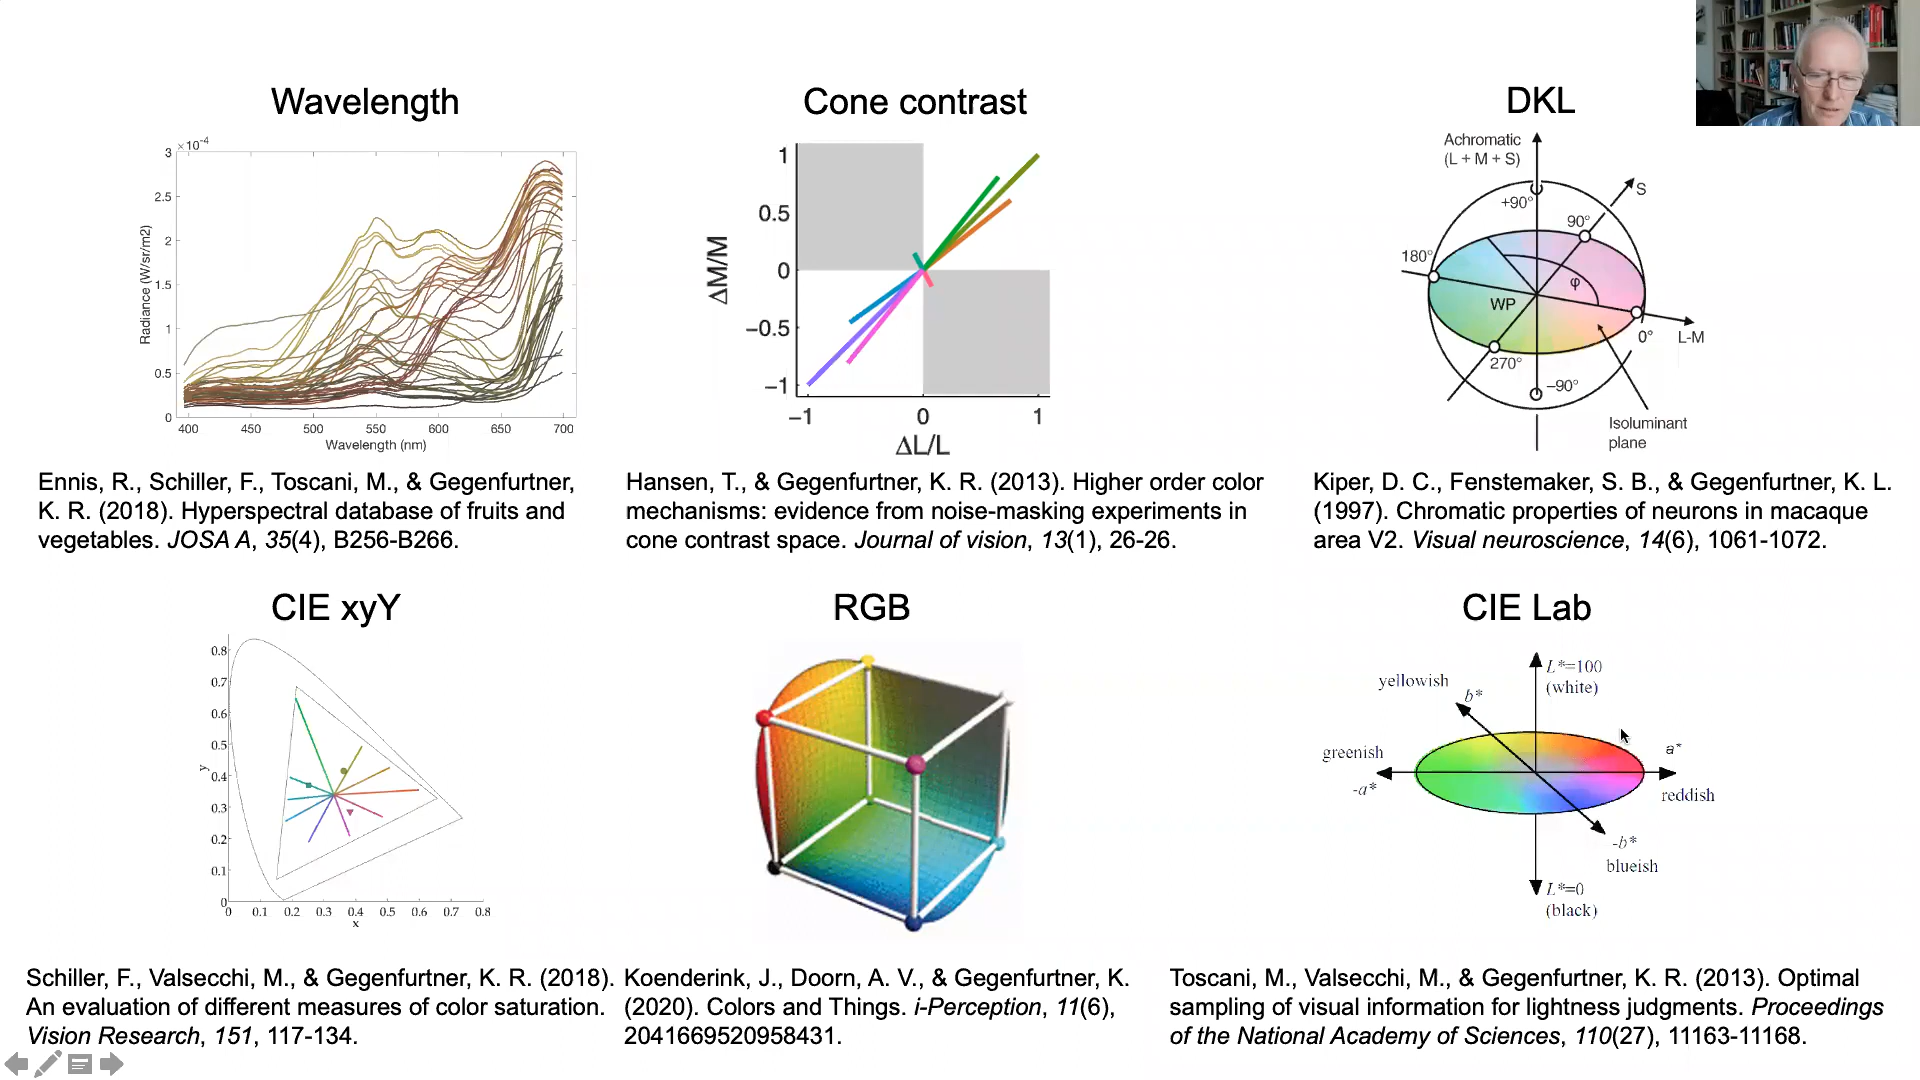 Wavelength
×10⁻⁴
3
2.5
2
1.5
1
0.5
0
Radiance (W/sr/m2)
400 450 500 550 600 650 700
Wavelength (nm)
Ennis, R., Schiller, F., Toscani, M., & Gegenfurtner,
K. R. (2018). Hyperspectral database of fruits and
vegetables. JOSA A, 35(4), B256-B266.
Cone contrast
1
0.5
0
−0.5
−1
ΔM/M
−1 0 1
ΔL/L
Hansen, T., & Gegenfurtner, K. R. (2013). Higher order color
mechanisms: evidence from noise-masking experiments in
cone contrast space. Journal of vision, 13(1), 26-26.
DKL
Achromatic
(L + M + S)
S
+90°
90°
180°
φ
WP
0°
L-M
270°
−90°
Isoluminant
plane
Kiper, D. C., Fenstemaker, S. B., & Gegenfurtner, K. L.
(1997). Chromatic properties of neurons in macaque
area V2. Visual neuroscience, 14(6), 1061-1072.
CIE xyY
0.8
0.7
0.6
0.5
0.4
0.3
0.2
0.1
0
y
0 0.1 0.2 0.3 0.4 0.5 0.6 0.7 0.8
x
Schiller, F., Valsecchi, M., & Gegenfurtner, K. R. (2018).
An evaluation of different measures of color saturation.
Vision Research, 151, 117-134.
RGB
Koenderink, J., Doorn, A. V., & Gegenfurtner, K.
(2020). Colors and Things. i-Perception, 11(6),
2041669520958431.
CIE Lab
L*=100
(white)
yellowish
b*
greenish
-a*
a*
reddish
-b*
blueish
L*=0
(black)
Toscani, M., Valsecchi, M., & Gegenfurtner, K. R. (2013). Optimal
sampling of visual information for lightness judgments. Proceedings
of the National Academy of Sciences, 110(27), 11163-11168.